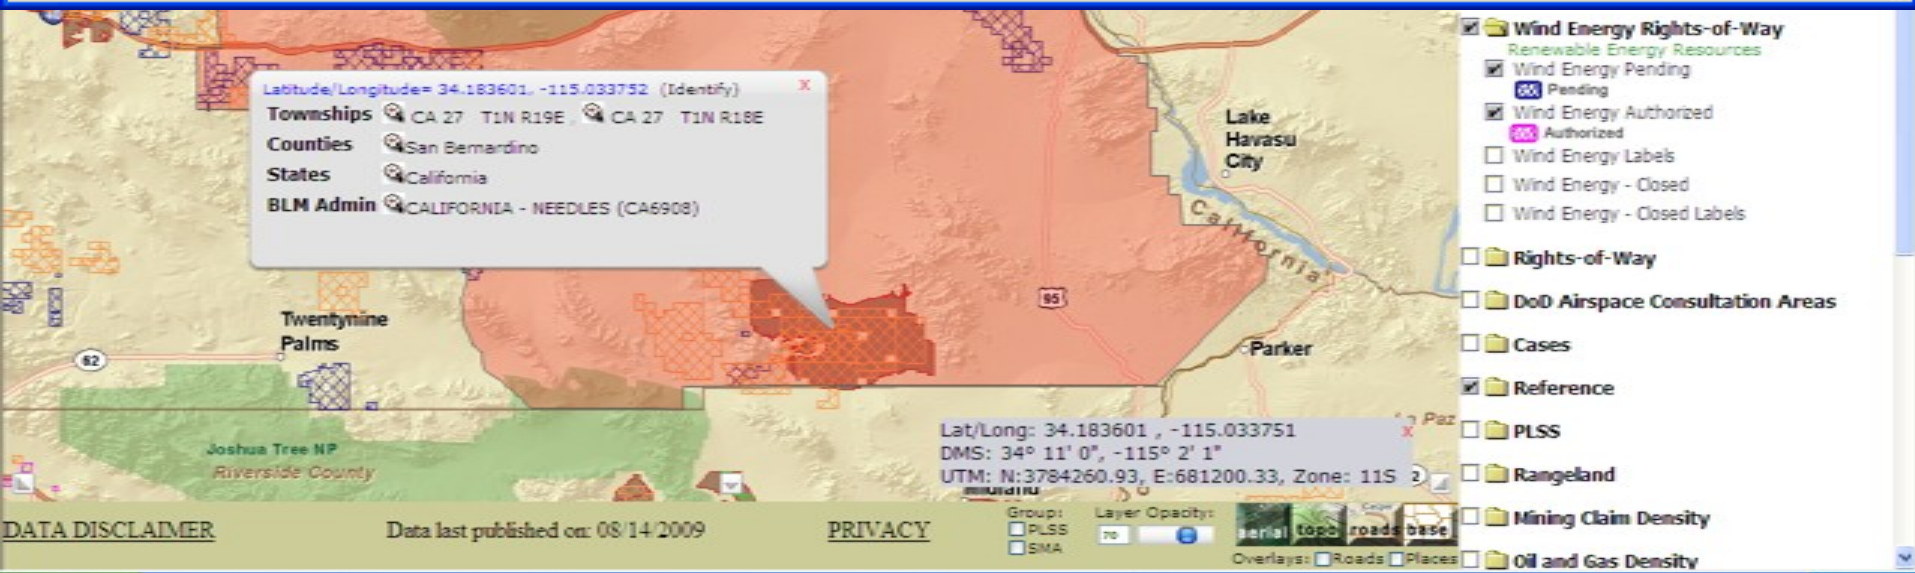 Latitude/Longitude= 34.183601, -115.033752 (Identify) x
Townships CA 27 T1N R19E , CA 27 T1N R18E
Counties San Bernardino
States California
BLM Admin CALIFORNIA - NEEDLES (CA6908)
Lake
Havasu
City
California
95
Parker
Twentynine
Palms
62
Joshua Tree NP
Riverside County
La Paz
Lat/Long: 34.183601 , -115.033751 x
DMS: 34º 11' 0", -115º 2' 1"
UTM: N:3784260.93, E:681200.33, Zone: 11S
2
Midland
DATA DISCLAIMER
Data last published on: 08/14/2009
PRIVACY
Group:
PLSS
SMA
Layer Opacity:
70
aerial topo roads base
Overlays: Roads Places
Wind Energy Rights-of-Way
Renewable Energy Resources
Wind Energy Pending
Pending
Wind Energy Authorized
Authorized
Wind Energy Labels
Wind Energy - Closed
Wind Energy - Closed Labels
Rights-of-Way
DoD Airspace Consultation Areas
Cases
Reference
PLSS
Rangeland
Mining Claim Density
Oil and Gas Density